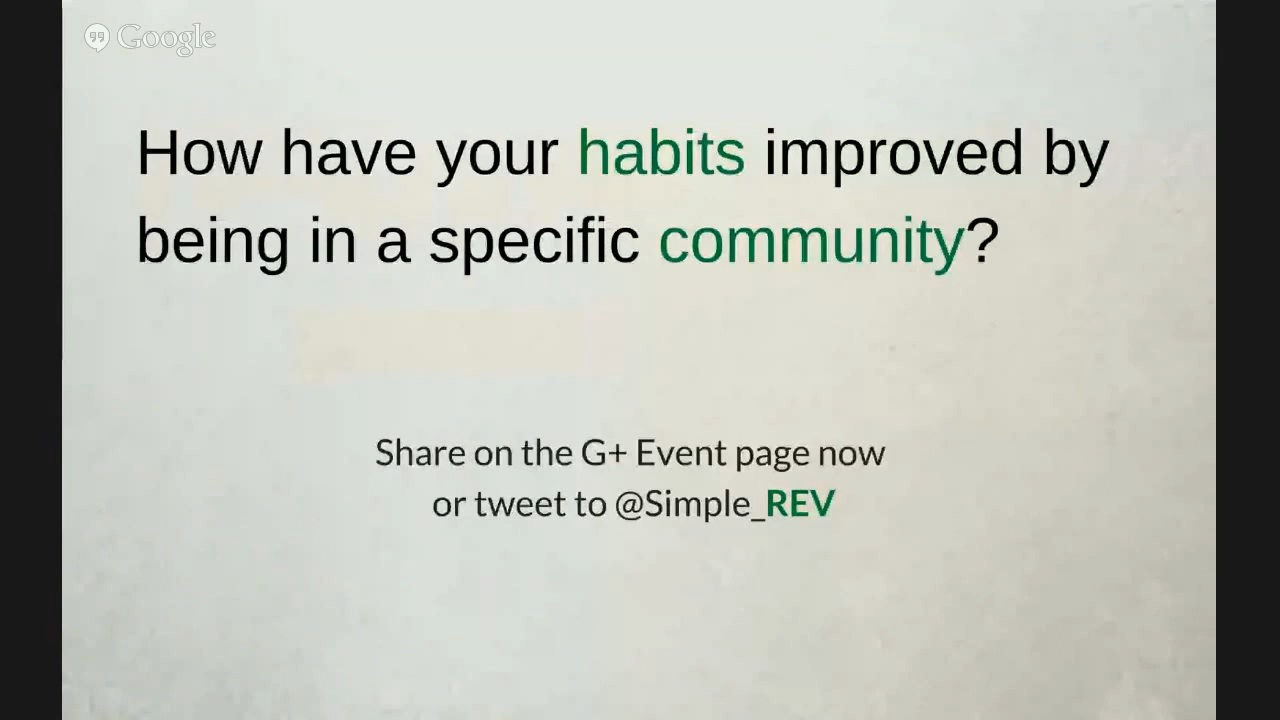 Google
How have your habits improved by
being in a specific community?
Share on the G+ Event page now
or tweet to @Simple_REV